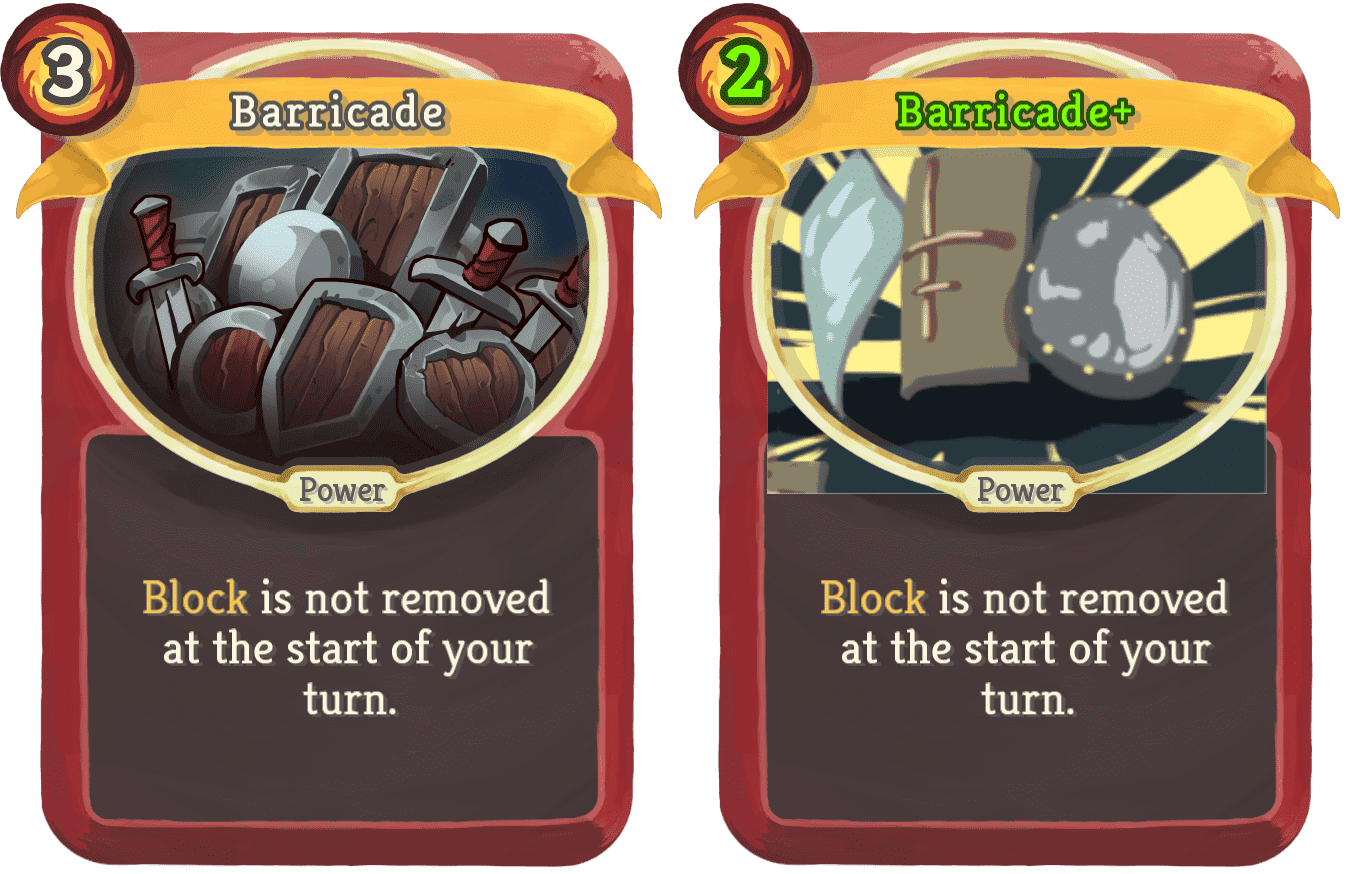 3
Barricade
Power
Block is not removed
at the start of your
turn.
2
Barricade+
Power
Block is not removed
at the start of your
turn.